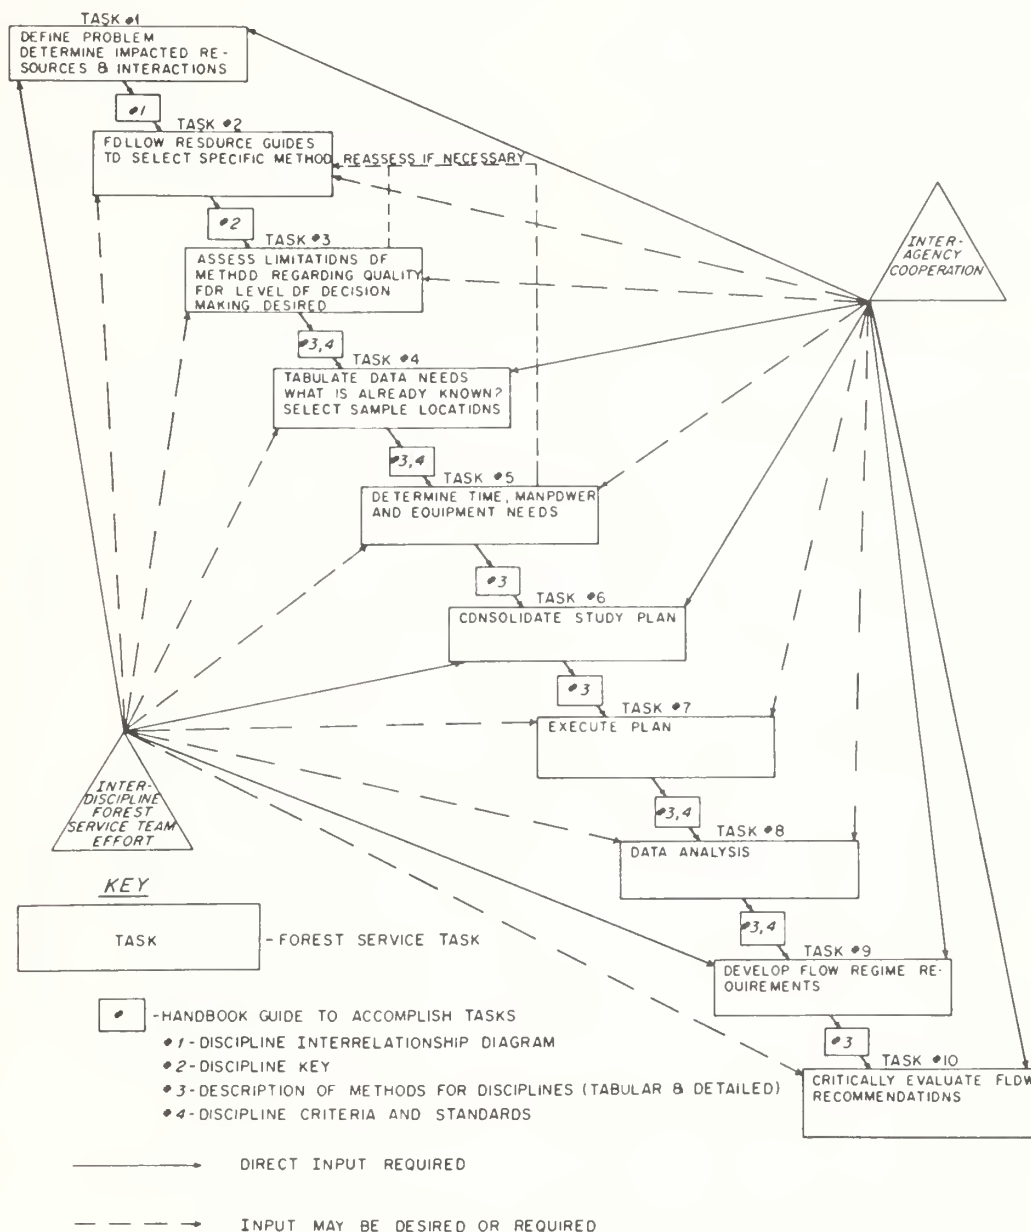 TASK #1
DEFINE PROBLEM
DETERMINE IMPACTED RE-
SOURCES & INTERACTIONS
#1
TASK #2
FOLLOW RESOURCE GUIDES
TO SELECT SPECIFIC METHOD
REASSESS IF NECESSARY
#2
TASK #3
ASSESS LIMITATIONS OF
METHOD REGARDING QUALITY
FOR LEVEL OF DECISION
MAKING DESIRED
INTER-
AGENCY
COOPERATION
#3,4
TASK #4
TABULATE DATA NEEDS
WHAT IS ALREADY KNOWN?
SELECT SAMPLE LOCATIONS
#3,4
TASK #5
DETERMINE TIME, MANPOWER
AND EQUIPMENT NEEDS
#3
TASK #6
CONSOLIDATE STUDY PLAN
#3
TASK #7
EXECUTE PLAN
INTER-
DISCIPLINE
FOREST
SERVICE TEAM
EFFORT
#3,4
TASK #8
DATA ANALYSIS
#3,4
TASK #9
DEVELOP FLOW REGIME RE-
QUIREMENTS
#3
TASK #10
CRITICALLY EVALUATE FLOW
RECOMMENDATIONS
KEY
TASK
- FOREST SERVICE TASK
# - HANDBOOK GUIDE TO ACCOMPLISH TASKS
#1 - DISCIPLINE INTERRELATIONSHIP DIAGRAM
#2 - DISCIPLINE KEY
#3 - DESCRIPTION OF METHODS FOR DISCIPLINES (TABULAR & DETAILED)
#4 - DISCIPLINE CRITERIA AND STANDARDS
DIRECT INPUT REQUIRED
INPUT MAY BE DESIRED OR REQUIRED